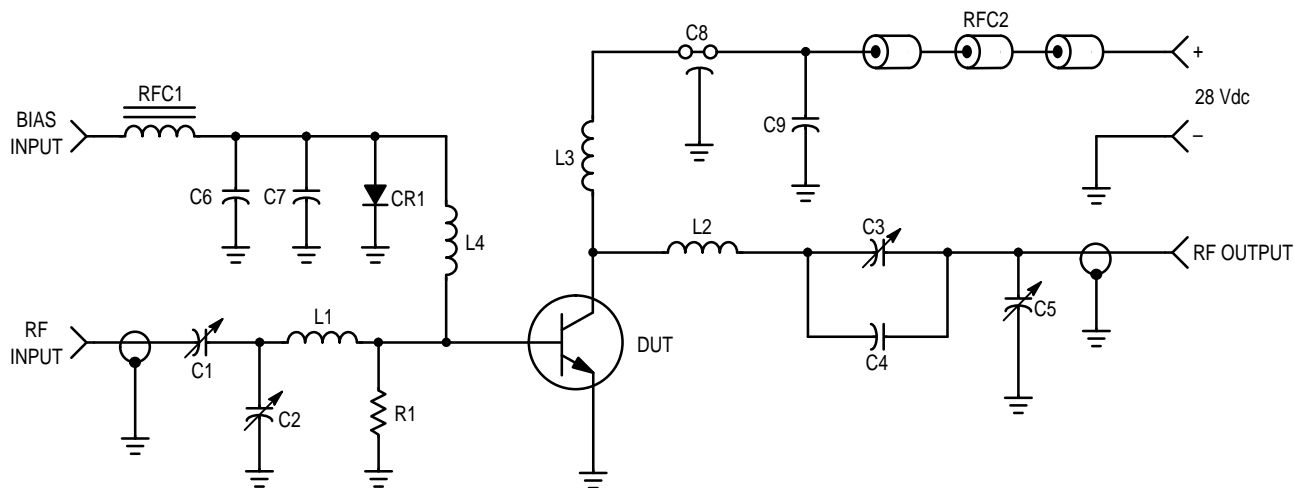 C8
RFC2
+
RFC1
28 Vdc
BIAS
INPUT
C9
–
L3
C6
C7
CR1
L4
L2
C3
RF OUTPUT
RF
INPUT
L1
C5
C1
DUT
C4
C2
R1